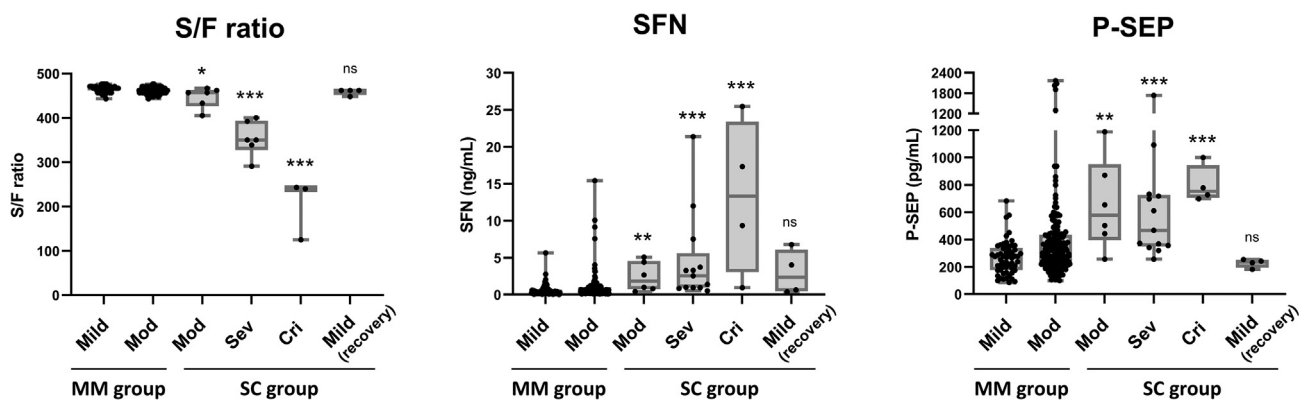 S/F ratio
S/F ratio
500
400
300
200
100
0
*
***
***
ns
Mild
Mod
Mod
Sev
Cri
Mild
(recovery)
MM group
SC group
SFN
SFN (ng/mL)
30
25
20
15
10
5
0
**
***
***
ns
Mild
Mod
Mod
Sev
Cri
Mild
(recovery)
MM group
SC group
P-SEP
P-SEP (pg/mL)
2400
1800
1200
1200
1000
800
600
400
200
0
**
***
***
ns
Mild
Mod
Mod
Sev
Cri
Mild
(recovery)
MM group
SC group